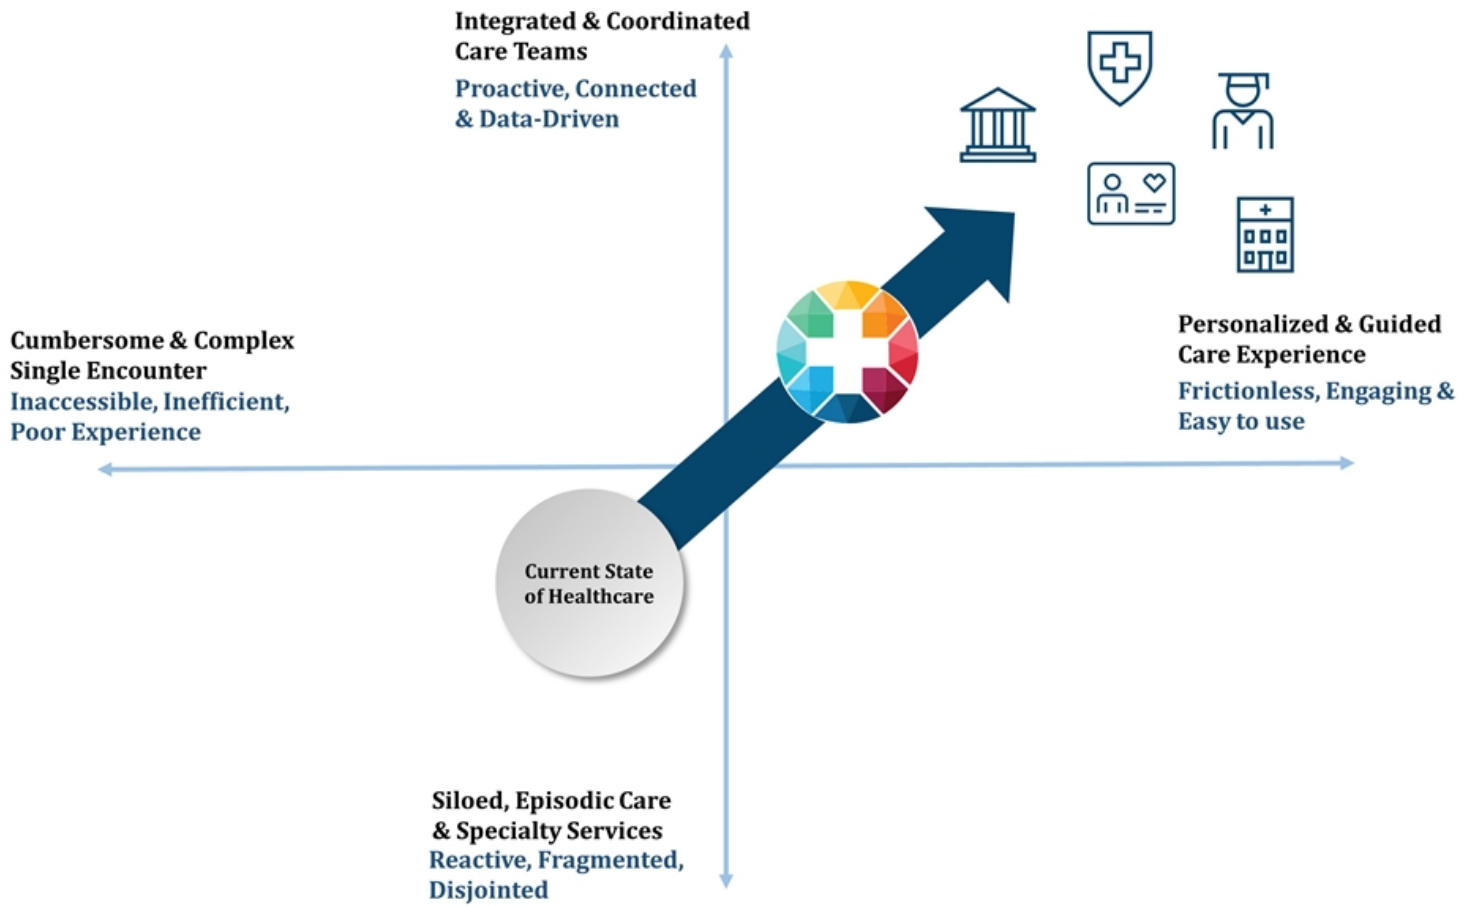 Integrated & Coordinated
Care Teams
Proactive, Connected
& Data-Driven
Cumbersome & Complex
Single Encounter
Inaccessible, Inefficient,
Poor Experience
Personalized & Guided
Care Experience
Frictionless, Engaging &
Easy to use
Current State
of Healthcare
Siloed, Episodic Care
& Specialty Services
Reactive, Fragmented,
Disjointed